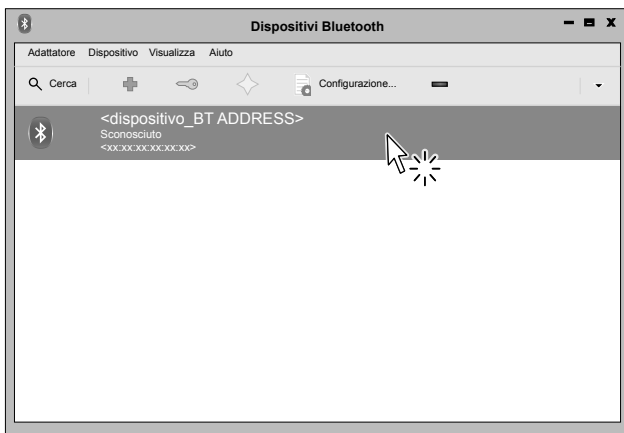 Dispositivi Bluetooth
Adattatore Dispositivo Visualizza Aiuto
Cerca Configurazione...
<dispositivo_BT ADDRESS>
Sconosciuto
<xx:xx:xx:xx:xx:xx>